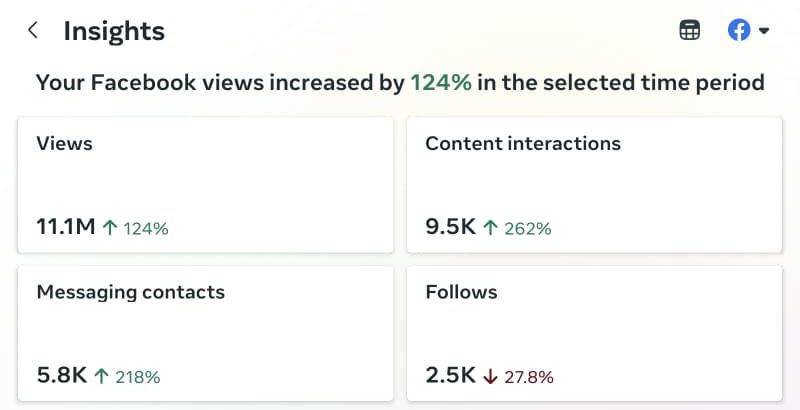 Insights
Your Facebook views increased by 124% in the selected time period
Views
11.1M ↑ 124%
Content interactions
9.5K ↑ 262%
Messaging contacts
5.8K ↑ 218%
Follows
2.5K ↓ 27.8%